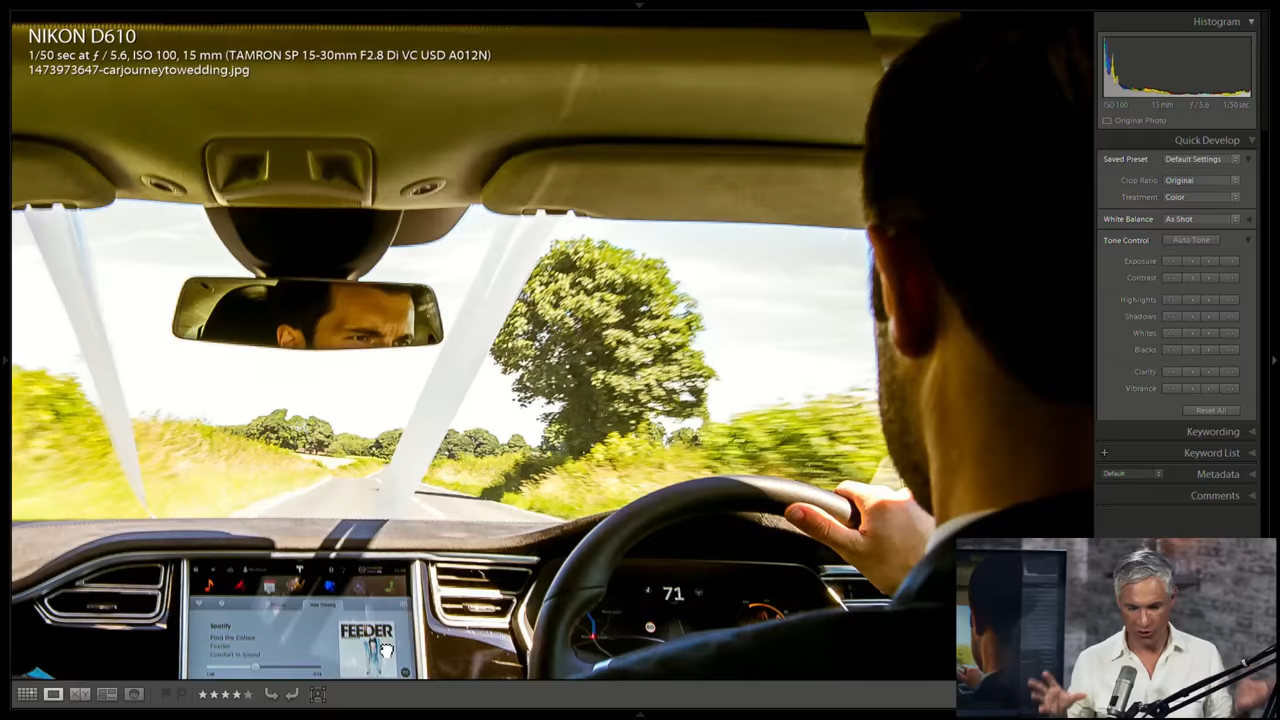 NIKON D610
1/50 sec at ƒ / 5.6, ISO 100, 15 mm (TAMRON SP 15-30mm F2.8 Di VC USD A012N)
1473973647-carjourneytowedding.jpg
Histogram
ISO 100 15 mm ƒ / 5.6 1/50 sec
Original Photo
Quick Develop
Saved Preset Default Settings
Crop Ratio Original
Treatment Color
White Balance As Shot
Tone Control Auto Tone
Exposure
Contrast
Highlights
Shadows
Whites
Blacks
Clarity
Vibrance
Reset All
Keywording
Keyword List
Default Metadata
Comments
71
60
Spotify
Find the Colour
Feeder
Comfort in Sound
FEEDER